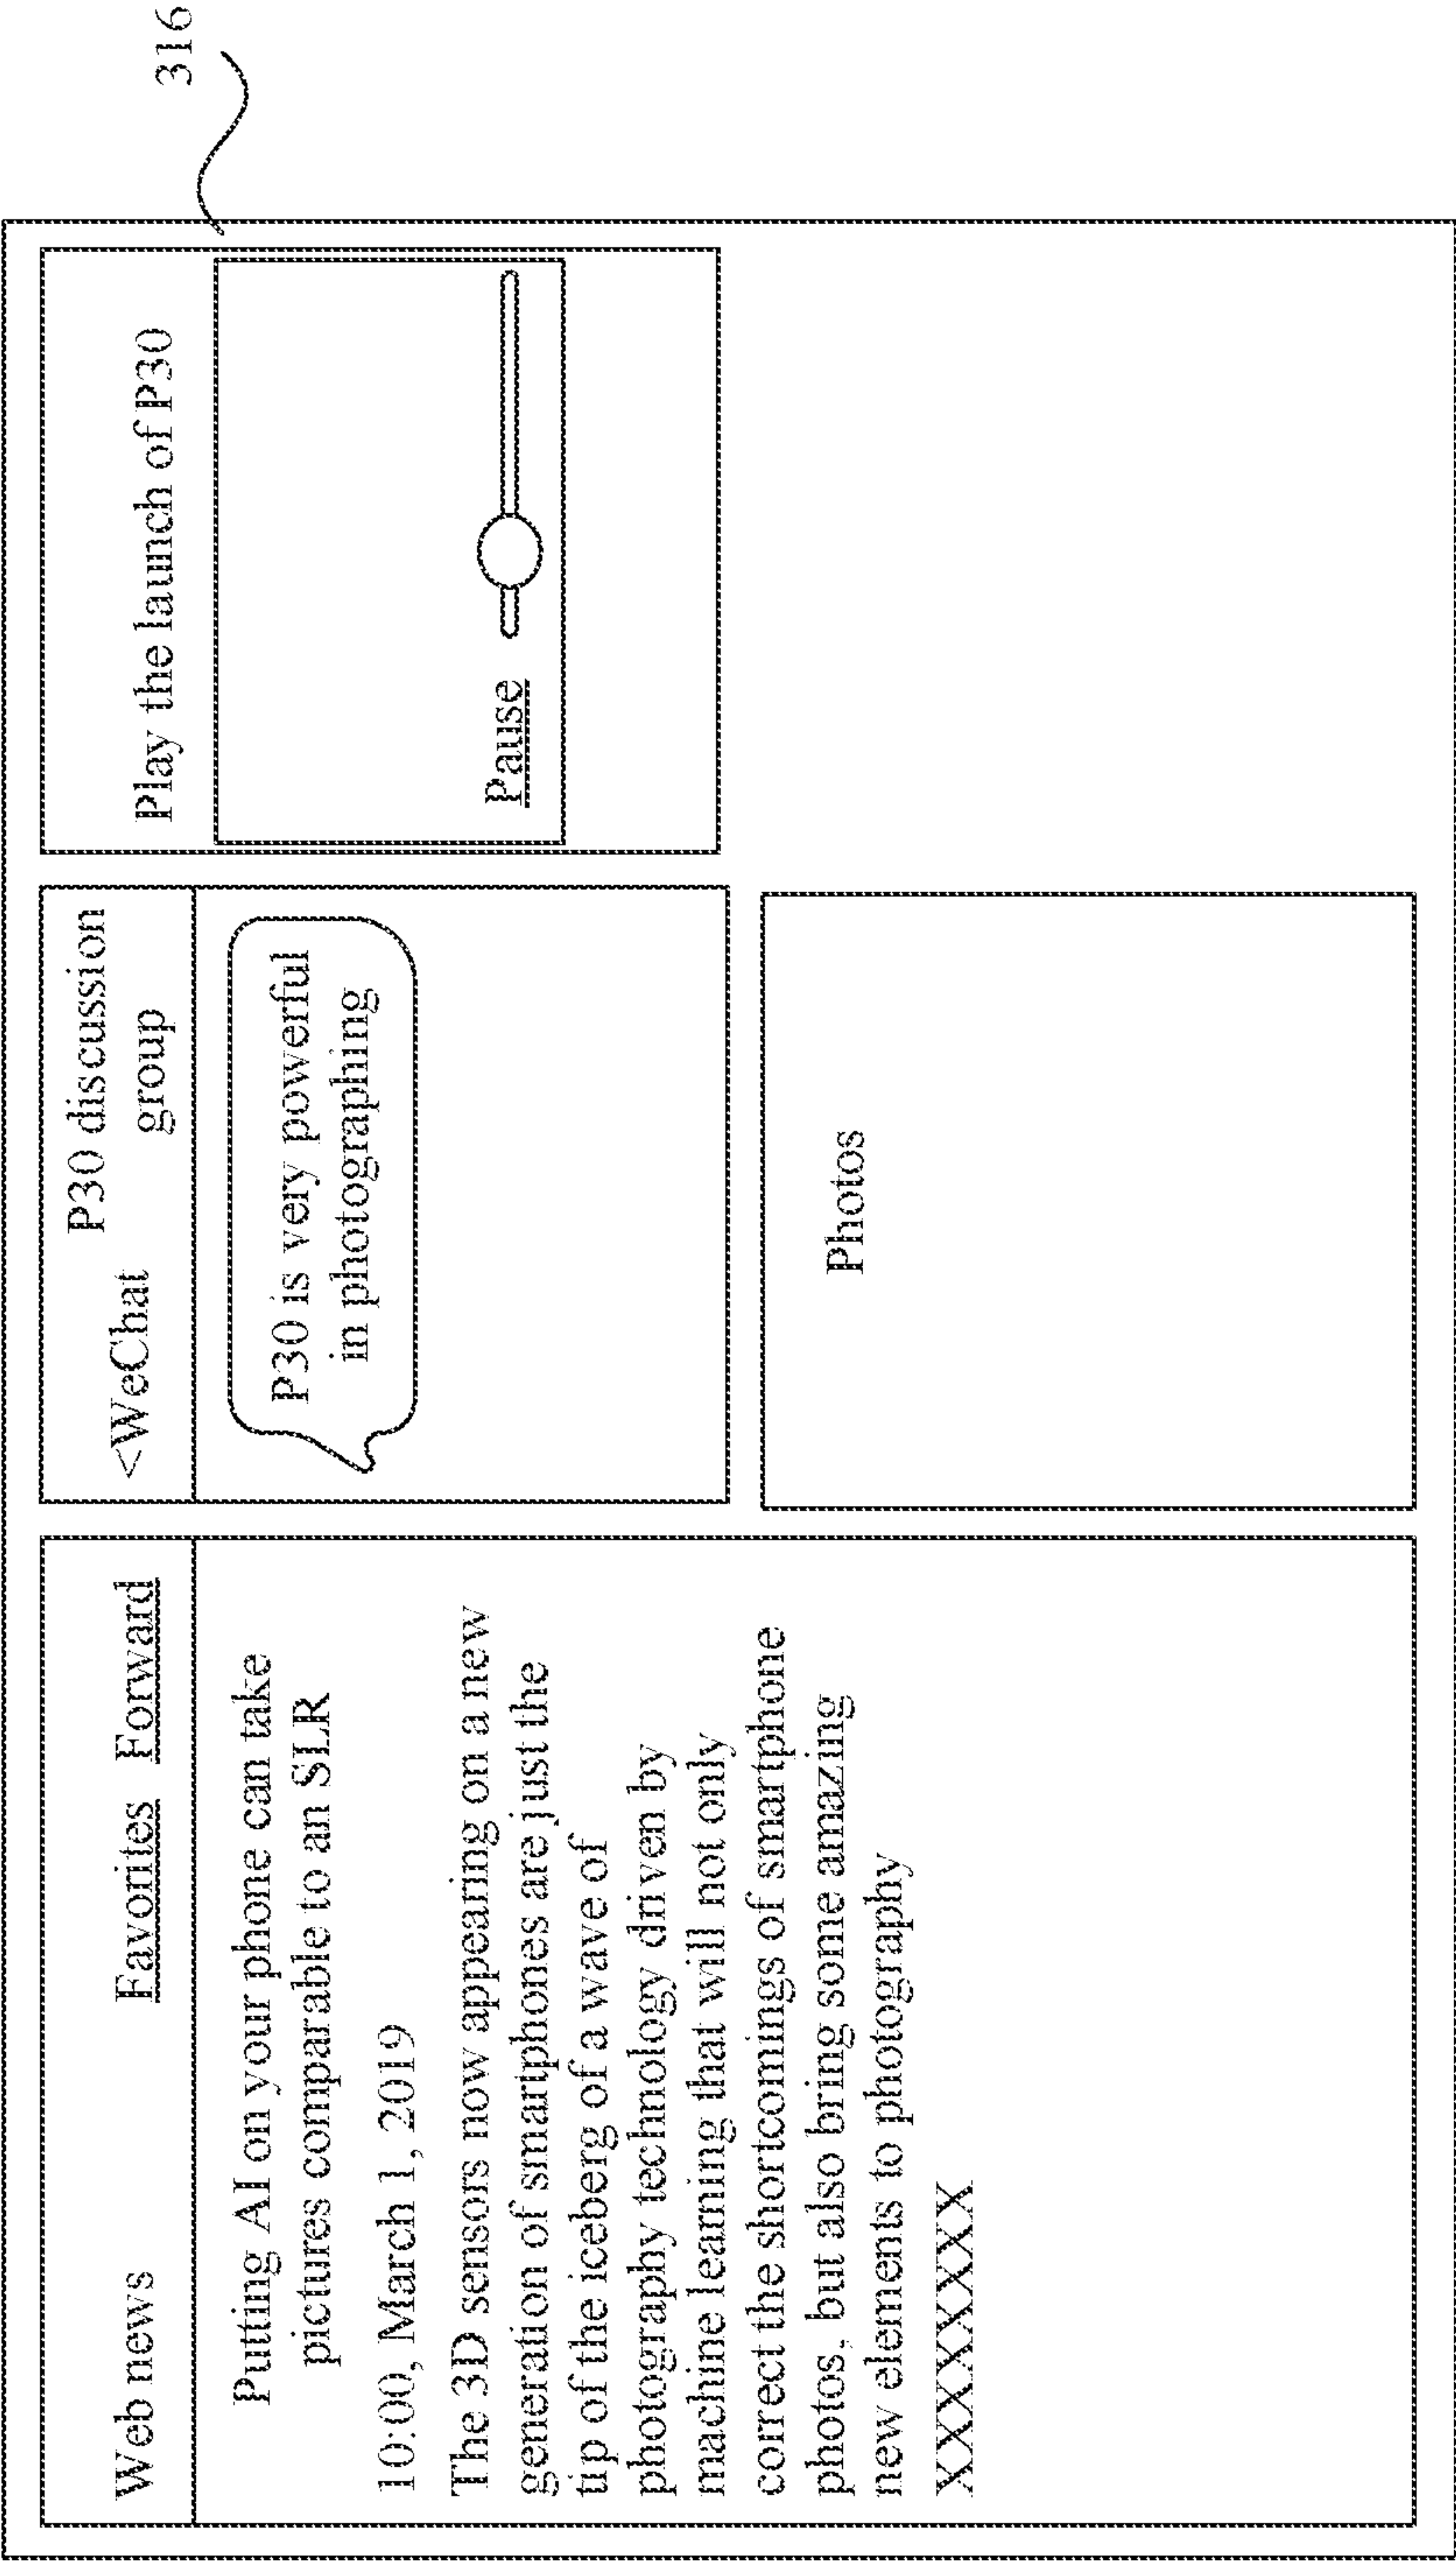 316
Web news Favorites Forward
Putting AI on your phone can take
pictures comparable to an SLR
10:00, March 1, 2019
The 3D sensors now appearing on a new
generation of smartphones are just the
tip of the iceberg of a wave of
photography technology driven by
machine learning that will not only
correct the shortcomings of smartphone
photos, but also bring some amazing
new elements to photography
XXXXXXXX
<WeChat P30 discussion
group
P30 is very powerful
in photographing
Photos
Play the launch of P30
Pause